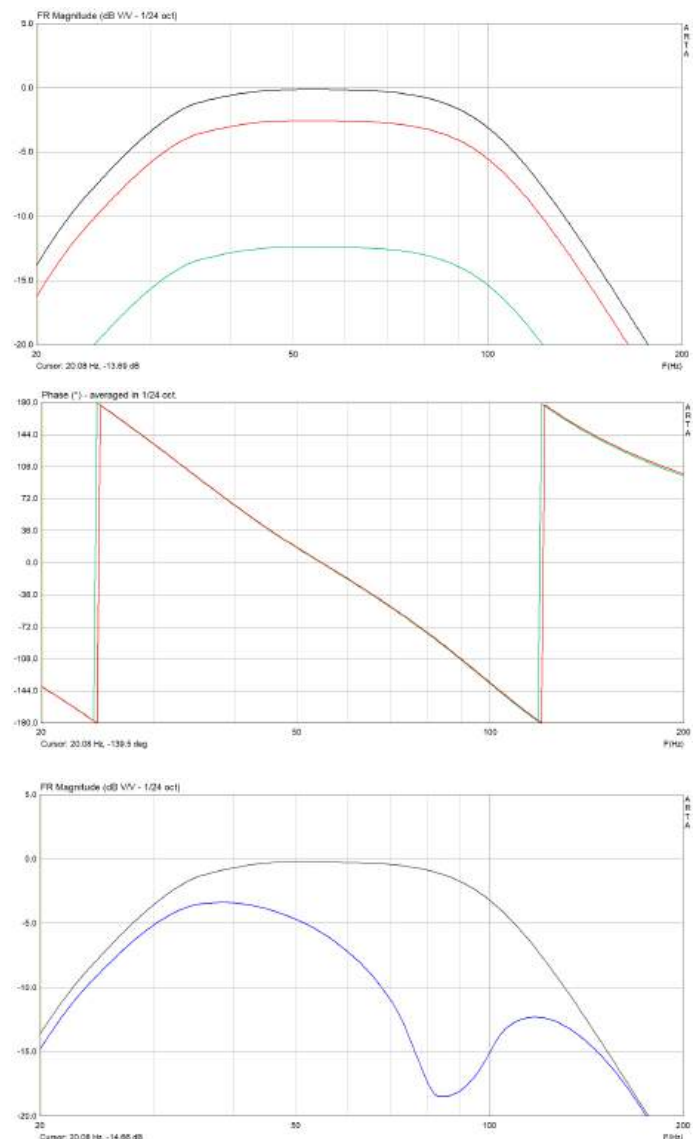 FR Magnitude (dB V/V - 1/24 oct)
5.0
0.0
-5.0
-10.0
-15.0
-20.0
A
R
T
A
20
50
100
200
Cursor: 20.08 Hz, -13.69 dB
F(Hz)
Phase (°) - averaged in 1/24 oct.
180.0
144.0
108.0
72.0
36.0
0.0
-36.0
-72.0
-108.0
-144.0
-180.0
A
R
T
A
20
50
100
200
Cursor: 20.08 Hz, -139.5 deg
F(Hz)
FR Magnitude (dB V/V - 1/24 oct)
5.0
0.0
-5.0
-10.0
-15.0
-20.0
A
R
T
A
20
50
100
200
Cursor: 20.08 Hz, -14.66 dB
F(Hz)